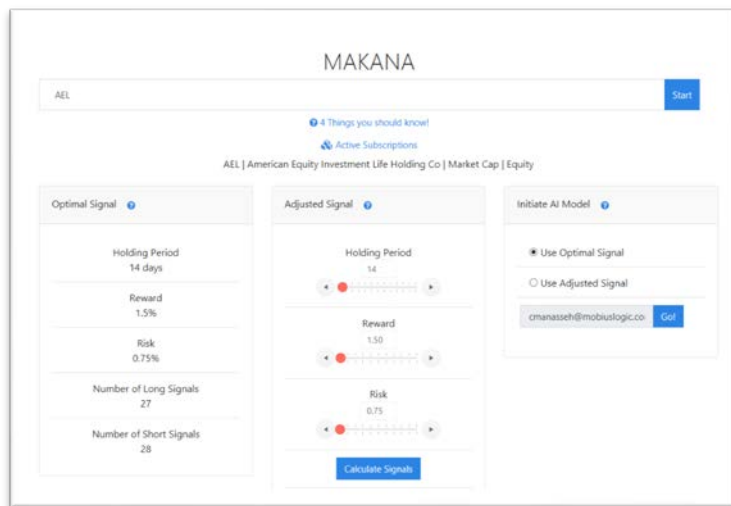 MAKANA
AEL
Start
4 Things you should know!
Active Subscriptions
AEL | American Equity Investment Life Holding Co | Market Cap | Equity
Optimal Signal
Holding Period
14 days
Reward
1.5%
Risk
0.75%
Number of Long Signals
27
Number of Short Signals
28
Adjusted Signal
Holding Period
14
Reward
1.50
Risk
0.75
Calculate Signals
Initiate AI Model
Use Optimal Signal
Use Adjusted Signal
cmanasseh@mobiuslogic.co
Go!